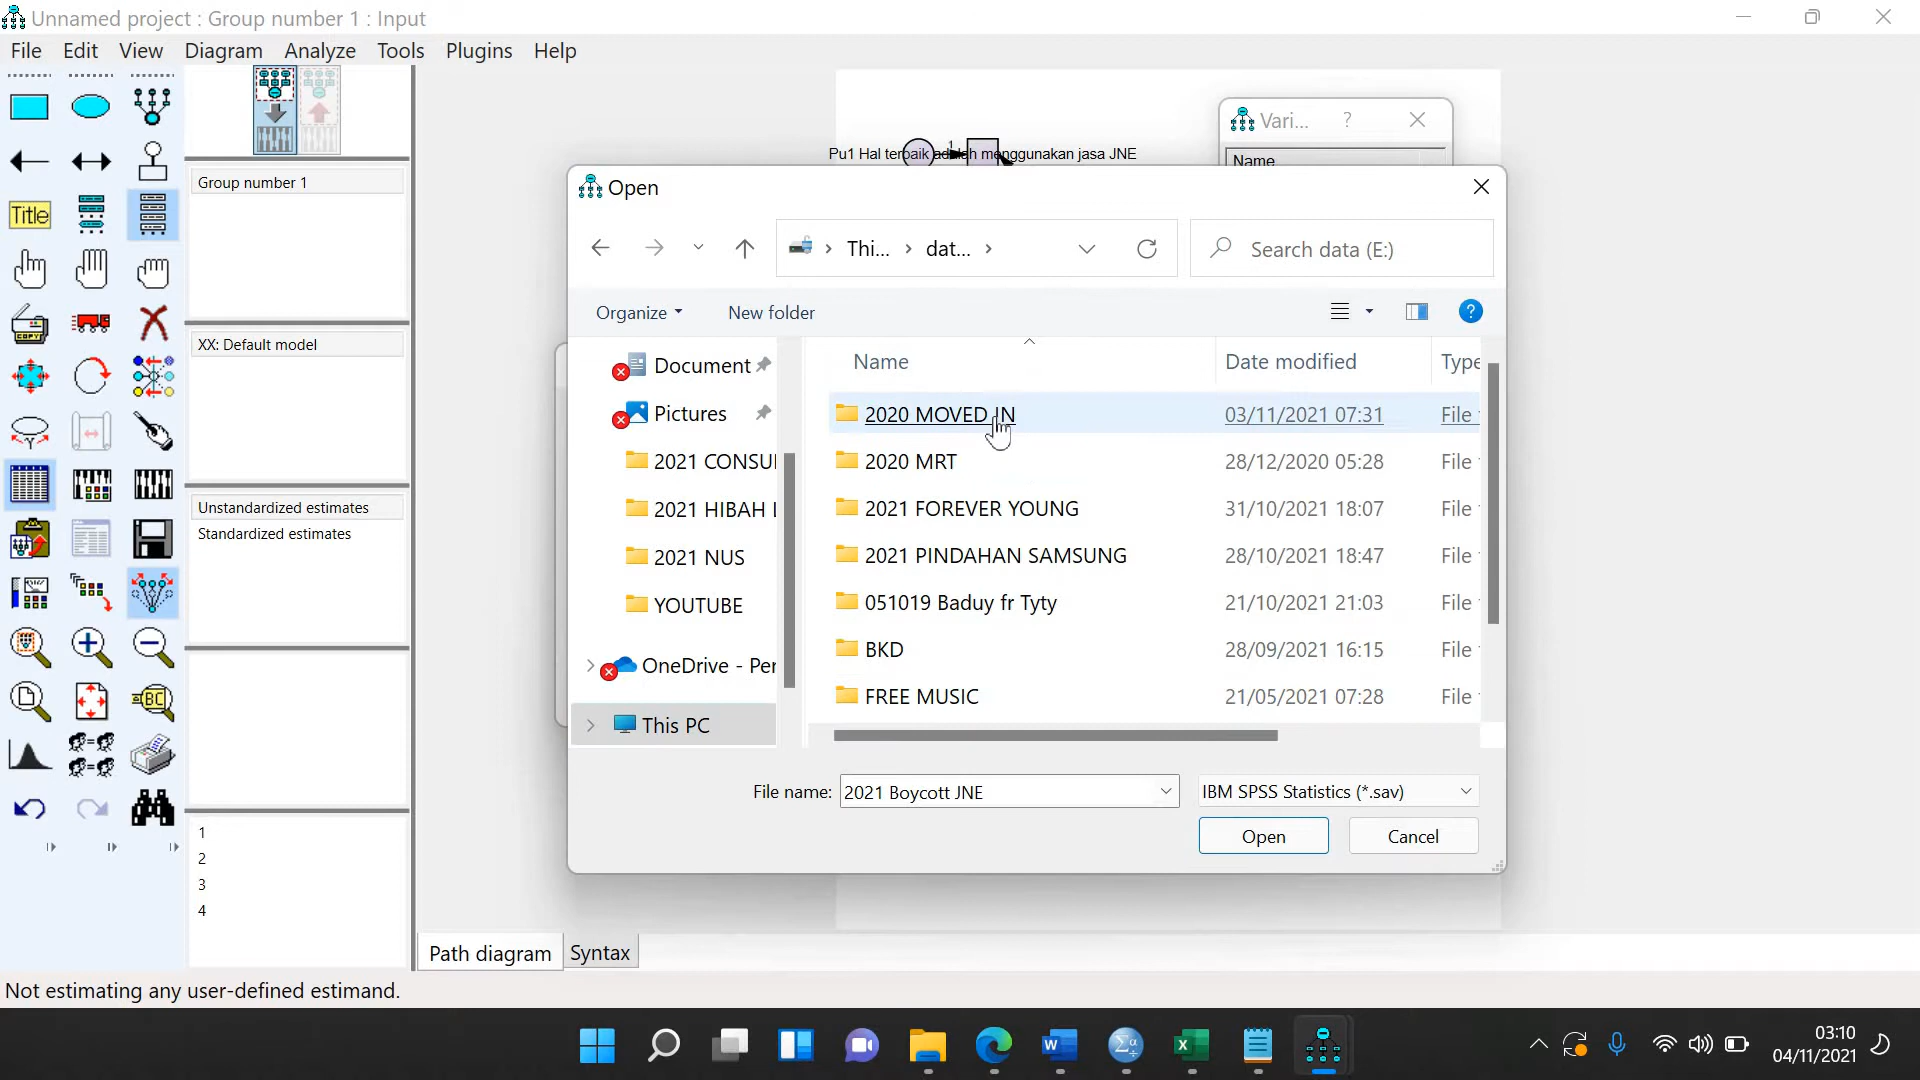 Unnamed project : Group number 1 : Input
File Edit View Diagram Analyze Tools Plugins Help
Title
Group number 1
XX: Default model
Unstandardized estimates
Standardized estimates
1
2
3
4
Pu1 Hal terbaik adalah menggunakan jasa JNE
1
Vari... ?
Name
Open
Thi... › dat... ›
Search data (E:)
Organize
New folder
?
Document
Pictures
2021 CONSU
2021 HIBAH
2021 NUS
YOUTUBE
OneDrive - Per
This PC
Name Date modified Type
2020 MOVED IN 03/11/2021 07:31 File
2020 MRT 28/12/2020 05:28 File
2021 FOREVER YOUNG 31/10/2021 18:07 File
2021 PINDAHAN SAMSUNG 28/10/2021 18:47 File
051019 Baduy fr Tyty 21/10/2021 21:03 File
BKD 28/09/2021 16:15 File
FREE MUSIC 21/05/2021 07:28 File
File name: 2021 Boycott JNE
IBM SPSS Statistics (*.sav)
Open Cancel
COPY
BC
Path diagram Syntax
Not estimating any user-defined estimand.
03:10
04/11/2021